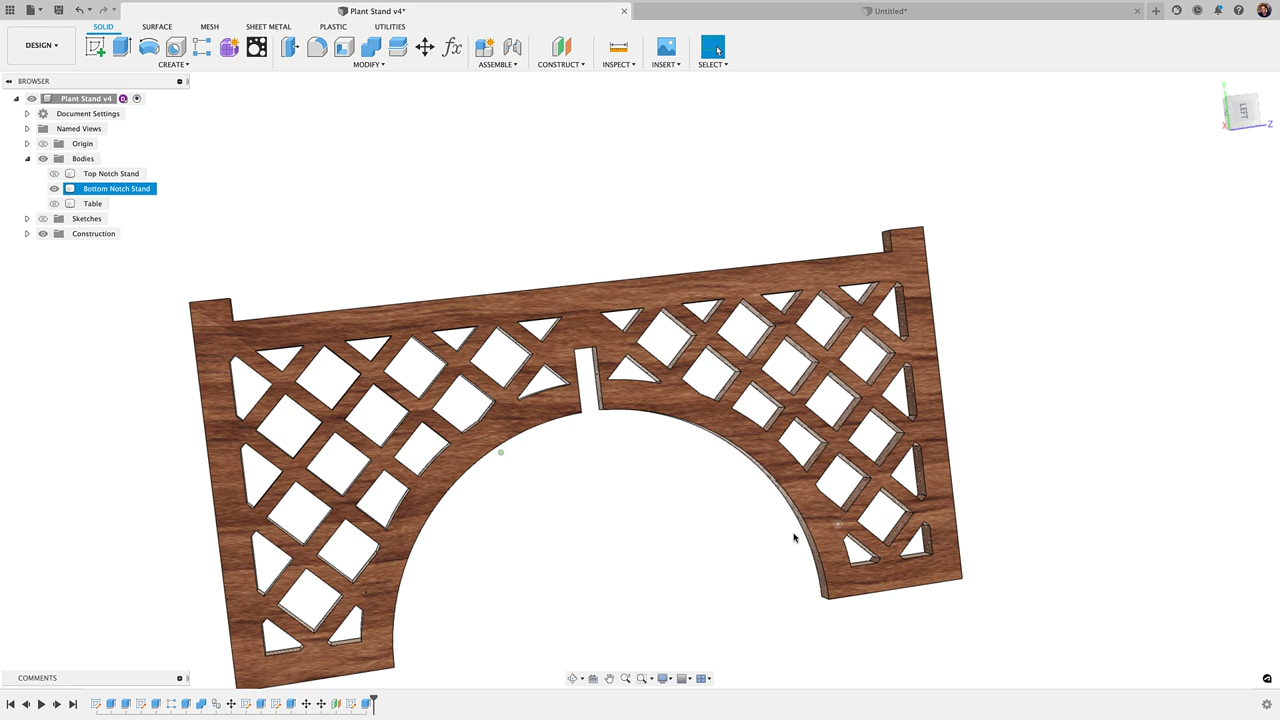 Plant Stand v4*
Untitled*
DESIGN
SOLID
SURFACE
MESH
SHEET METAL
PLASTIC
UTILITIES
CREATE
MODIFY
ASSEMBLE
CONSTRUCT
INSPECT
INSERT
SELECT
BROWSER
Plant Stand v4
Document Settings
Named Views
Origin
Bodies
Top Notch Stand
Bottom Notch Stand
Table
Sketches
Construction
Y
LEFT
X
Z
COMMENTS